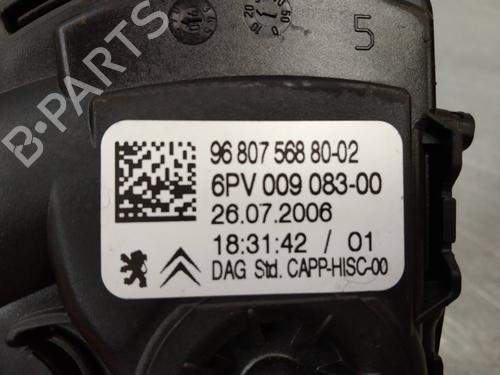 5
96 807 568 80-02
6PV 009 083-00
26.07.2006
18:31:42 / 01
DAG Std. CAPP-HISC-00
B-PARTS